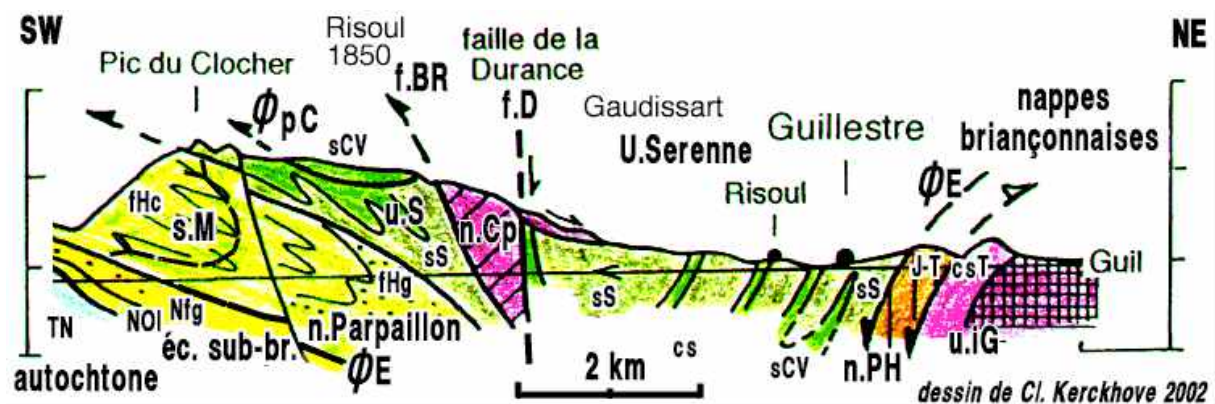 SW
NE
Risoul
1850
faille de la
Durance
Pic du Clocher
f.BR
f.D
Gaudissart
nappes
briançonnaises
ϕpC
sCV
U.Serenne
Guillestre
Risoul
ϕE
fHc
s.M
u.S
n.Cp
sS
sS
sS
J-T
csT
Guil
fHg
Nfg
NOl
TN
n.Parpaillon
éc. sub-br.
ϕE
autochtone
2 km
cs
sCV
n.PH
u.iG
dessin de Cl. Kerckhove 2002